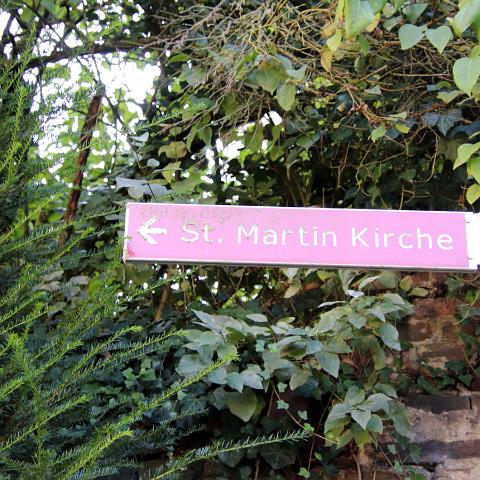 ← St. Martin Kirche